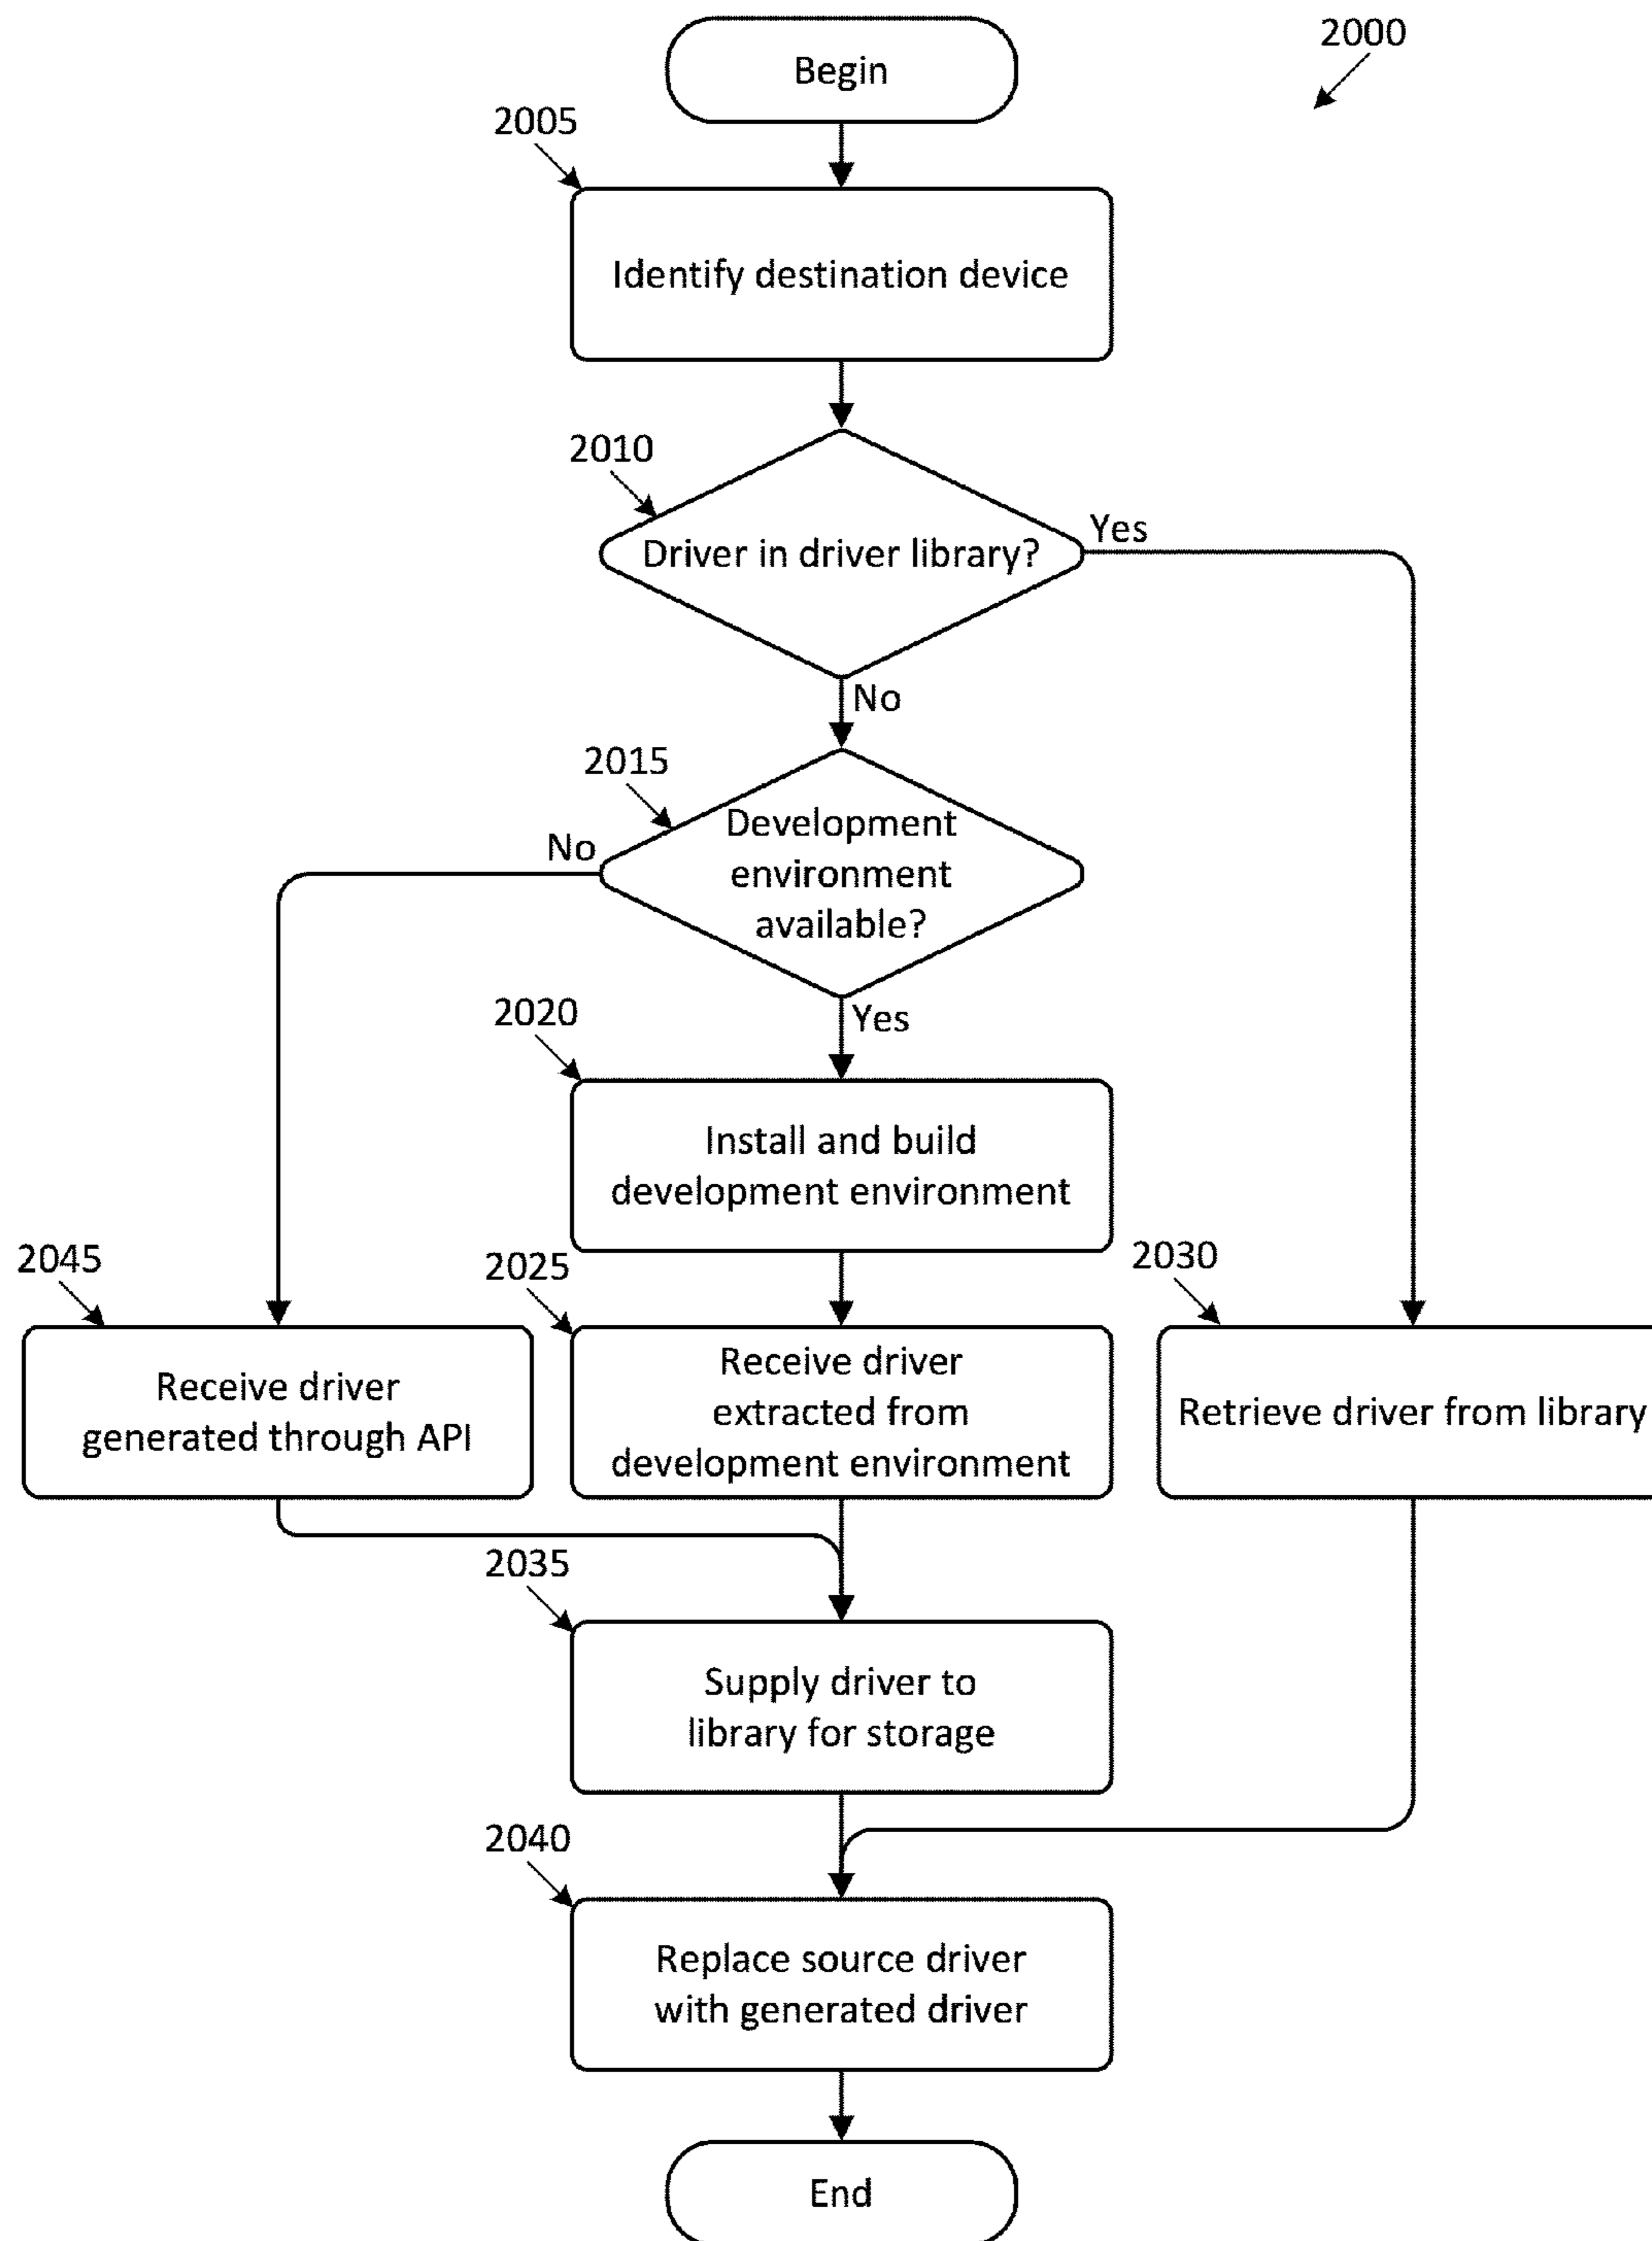 2000
Begin
2005
Identify destination device
2010
Driver in driver library?
Yes
No
2015
Development
environment
available?
No
Yes
2020
Install and build
development environment
2045
2025
2030
Receive driver
generated through API
Receive driver
extracted from
development environment
Retrieve driver from library
2035
Supply driver to
library for storage
2040
Replace source driver
with generated driver
End